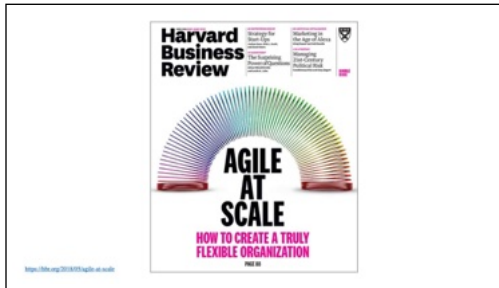 Harvard
Business
Review
Strategy for
Start-Ups
The Surprising
Power of Questions
Marketing in
the Age of Alexa
Managing
21st-Century
Political Risk
AGILE
AT
SCALE
HOW TO CREATE A TRULY
FLEXIBLE ORGANIZATION
https://hbr.org/2018/05/agile-at-scale